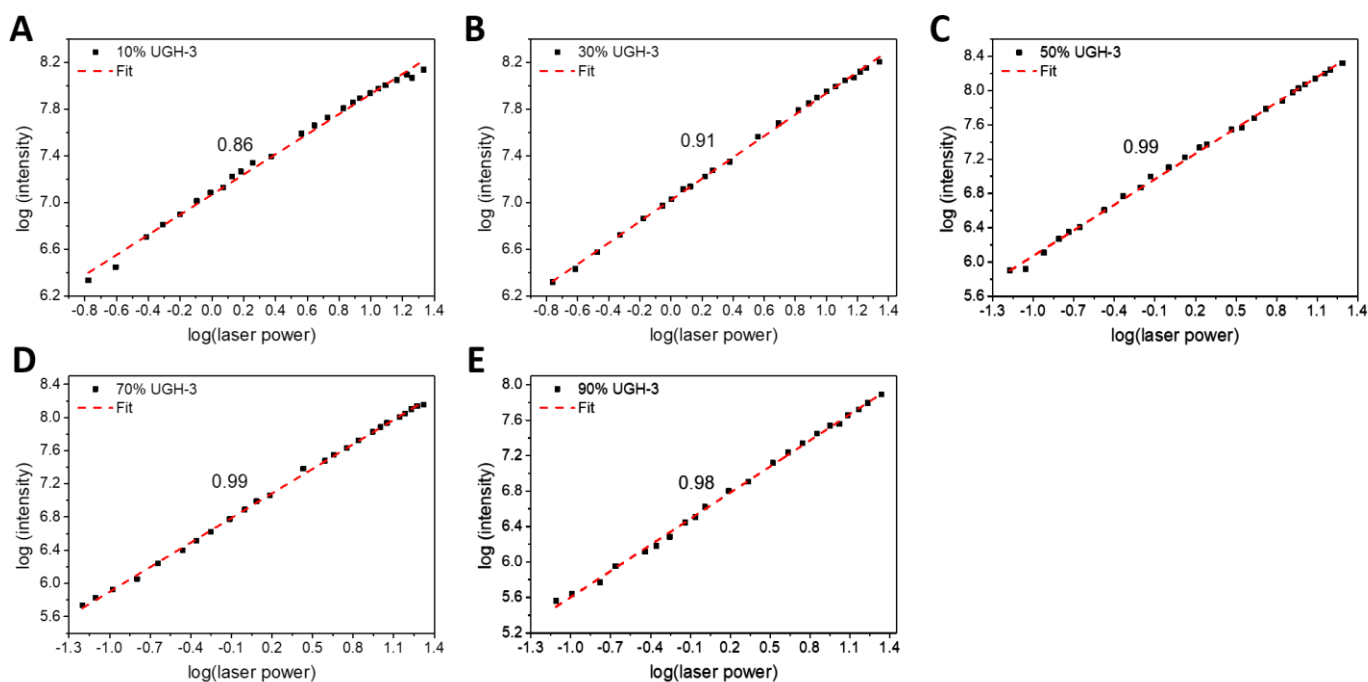 A
10% UGH-3
Fit
0.86
log (intensity)
8.2
7.8
7.4
7.0
6.6
6.2
-0.8 -0.6 -0.4 -0.2 0.0 0.2 0.4 0.6 0.8 1.0 1.2 1.4
log(laser power)
B
30% UGH-3
Fit
0.91
log (intensity)
8.2
7.8
7.4
7.0
6.6
6.2
-0.8 -0.6 -0.4 -0.2 0.0 0.2 0.4 0.6 0.8 1.0 1.2 1.4
log(laser power)
C
50% UGH-3
Fit
0.99
log (intensity)
8.4
8.0
7.6
7.2
6.8
6.4
6.0
5.6
-1.3 -1.0 -0.7 -0.4 -0.1 0.2 0.5 0.8 1.1 1.4
log(laser power)
D
70% UGH-3
Fit
0.99
log (intensity)
8.4
8.0
7.6
7.2
6.8
6.4
6.0
5.6
-1.3 -1.0 -0.7 -0.4 -0.1 0.2 0.5 0.8 1.1 1.4
log(laser power)
E
90% UGH-3
Fit
0.98
log (intensity)
8.0
7.6
7.2
6.8
6.4
6.0
5.6
5.2
-1.3 -1.0 -0.7 -0.4 -0.1 0.2 0.5 0.8 1.1 1.4
log(laser power)